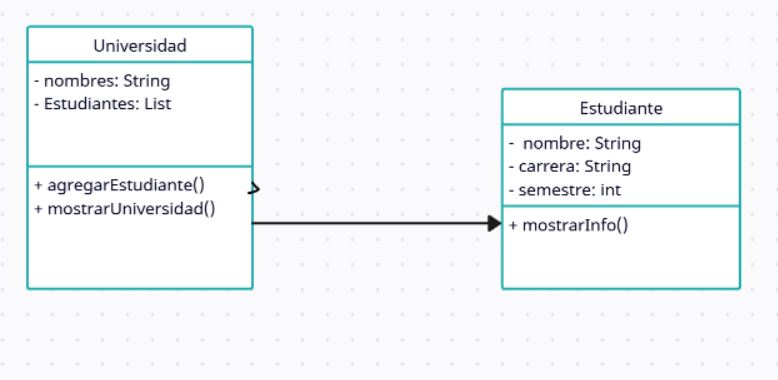 Universidad
- nombres: String
- Estudiantes: List
+ agregarEstudiante()
+ mostrarUniversidad()
Estudiante
-  nombre: String
- carrera: String
- semestre: int
+ mostrarInfo()